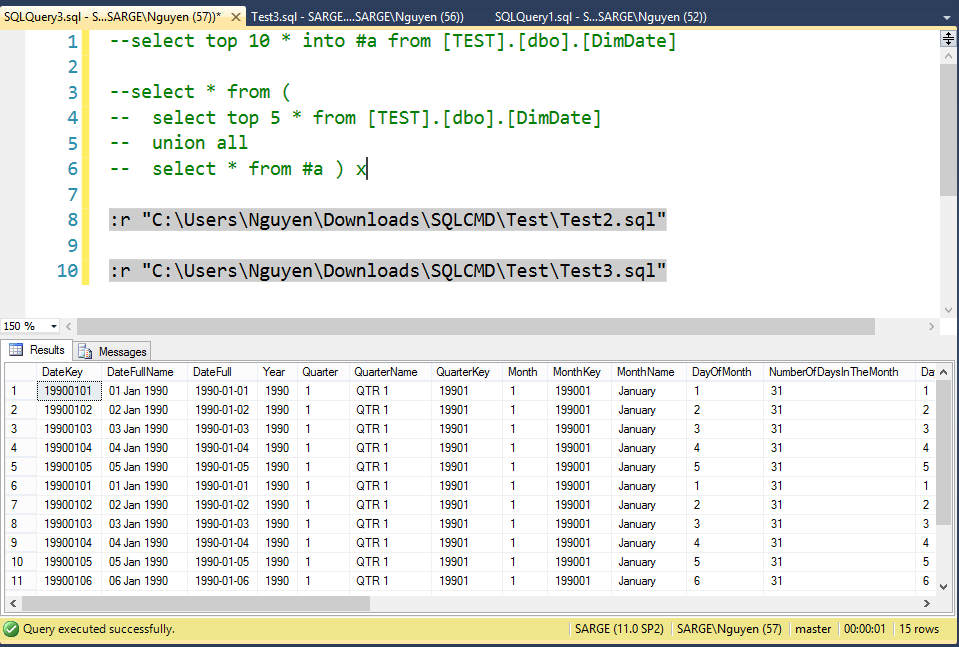 SQLQuery3.sql - S...SARGE\Nguyen (57))* Test3.sql - SARGE....SARGE\Nguyen (56)) SQLQuery1.sql - S...SARGE\Nguyen (52))
1 --select top 10 * into #a from [TEST].[dbo].[DimDate]
2
3 --select * from (
4 -- select top 5 * from [TEST].[dbo].[DimDate]
5 -- union all
6 -- select * from #a ) x
7
8 :r "C:\Users\Nguyen\Downloads\SQLCMD\Test\Test2.sql"
9
10 :r "C:\Users\Nguyen\Downloads\SQLCMD\Test\Test3.sql"
150 %
Results Messages
DateKey DateFullName DateFull Year Quarter QuarterName QuarterKey Month MonthKey MonthName DayOfMonth NumberOfDaysInTheMonth Da
1 19900101 01 Jan 1990 1990-01-01 1990 1 QTR 1 19901 1 199001 January 1 31 1
2 19900102 02 Jan 1990 1990-01-02 1990 1 QTR 1 19901 1 199001 January 2 31 2
3 19900103 03 Jan 1990 1990-01-03 1990 1 QTR 1 19901 1 199001 January 3 31 3
4 19900104 04 Jan 1990 1990-01-04 1990 1 QTR 1 19901 1 199001 January 4 31 4
5 19900105 05 Jan 1990 1990-01-05 1990 1 QTR 1 19901 1 199001 January 5 31 5
6 19900101 01 Jan 1990 1990-01-01 1990 1 QTR 1 19901 1 199001 January 1 31 1
7 19900102 02 Jan 1990 1990-01-02 1990 1 QTR 1 19901 1 199001 January 2 31 2
8 19900103 03 Jan 1990 1990-01-03 1990 1 QTR 1 19901 1 199001 January 3 31 3
9 19900104 04 Jan 1990 1990-01-04 1990 1 QTR 1 19901 1 199001 January 4 31 4
10 19900105 05 Jan 1990 1990-01-05 1990 1 QTR 1 19901 1 199001 January 5 31 5
11 19900106 06 Jan 1990 1990-01-06 1990 1 QTR 1 19901 1 199001 January 6 31 6
Query executed successfully. SARGE (11.0 SP2) SARGE\Nguyen (57) master 00:00:01 15 rows